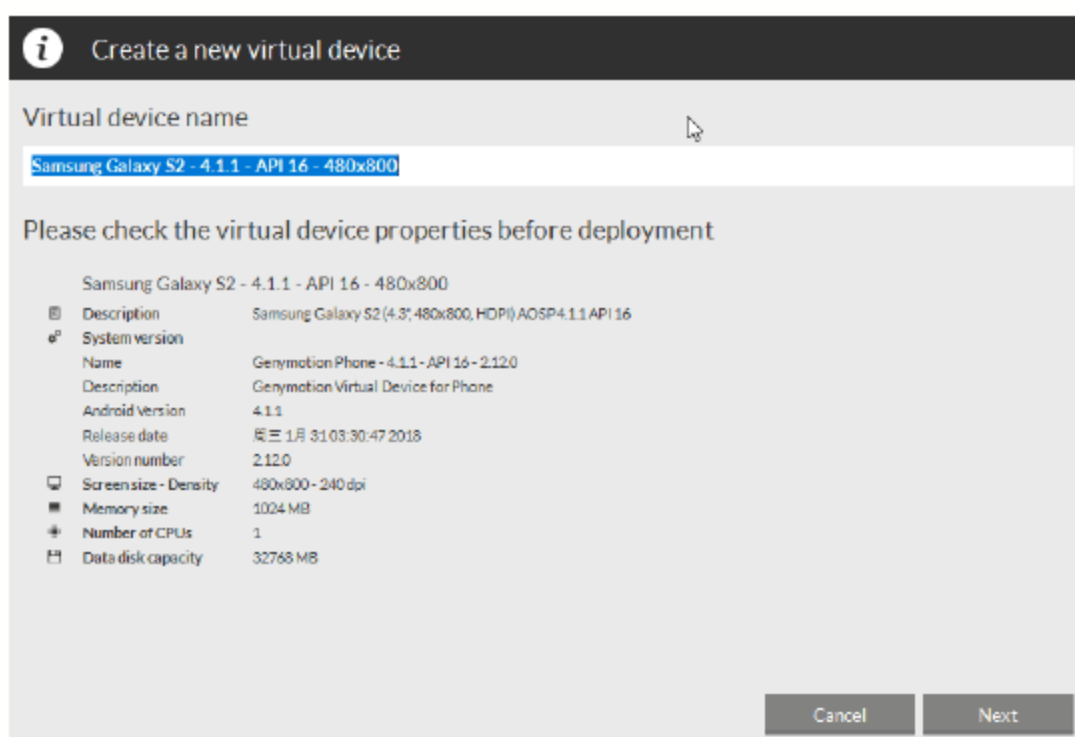 i Create a new virtual device
Virtual device name
Samsung Galaxy S2 - 4.1.1 - API 16 - 480x800
Please check the virtual device properties before deployment
Samsung Galaxy S2 - 4.1.1 - API 16 - 480x800
Description Samsung Galaxy S2 (4.3", 480x800, HDPI) AOSP 4.1.1 API 16
System version
Name Genymotion Phone - 4.1.1 - API 16 - 2.12.0
Description Genymotion Virtual Device for Phone
Android Version 4.1.1
Release date 周三 1月 31 03:30:47 2018
Version number 2.12.0
Screen size - Density 480x800 - 240 dpi
Memory size 1024 MB
Number of CPUs 1
Data disk capacity 32768 MB
Cancel Next